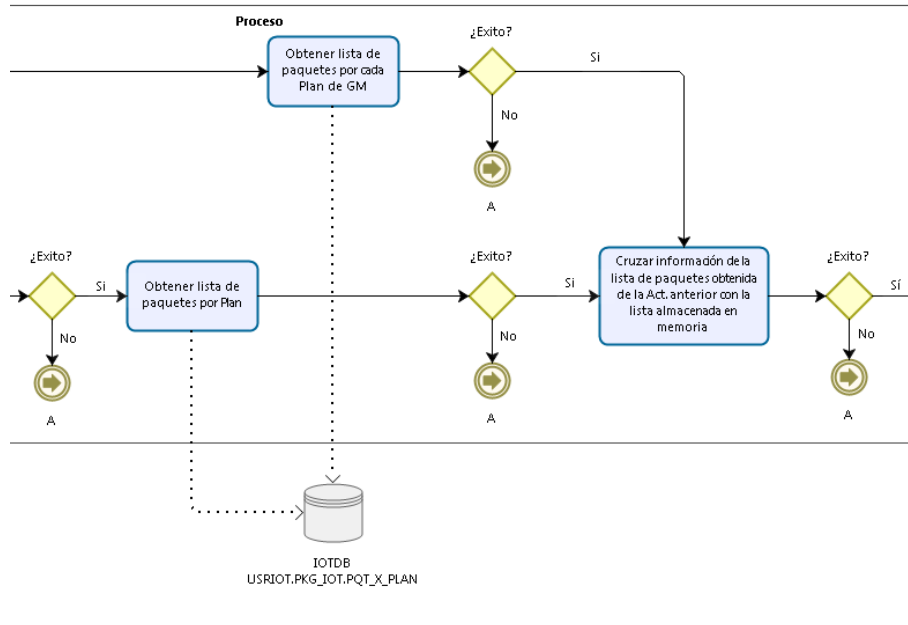 Proceso
Obtener lista de
paquetes por cada
Plan de GM
¿Exito?
Si
No
A
¿Exito?
Si
No
A
Obtener lista de
paquetes por Plan
¿Exito?
Si
No
A
Cruzar información de la
lista de paquetes obtenida
de la Act. anterior con la
lista almacenada en
memoria
¿Exito?
Sí
No
A
IOTDB
USRIOT.PKG_IOT.PQT_X_PLAN